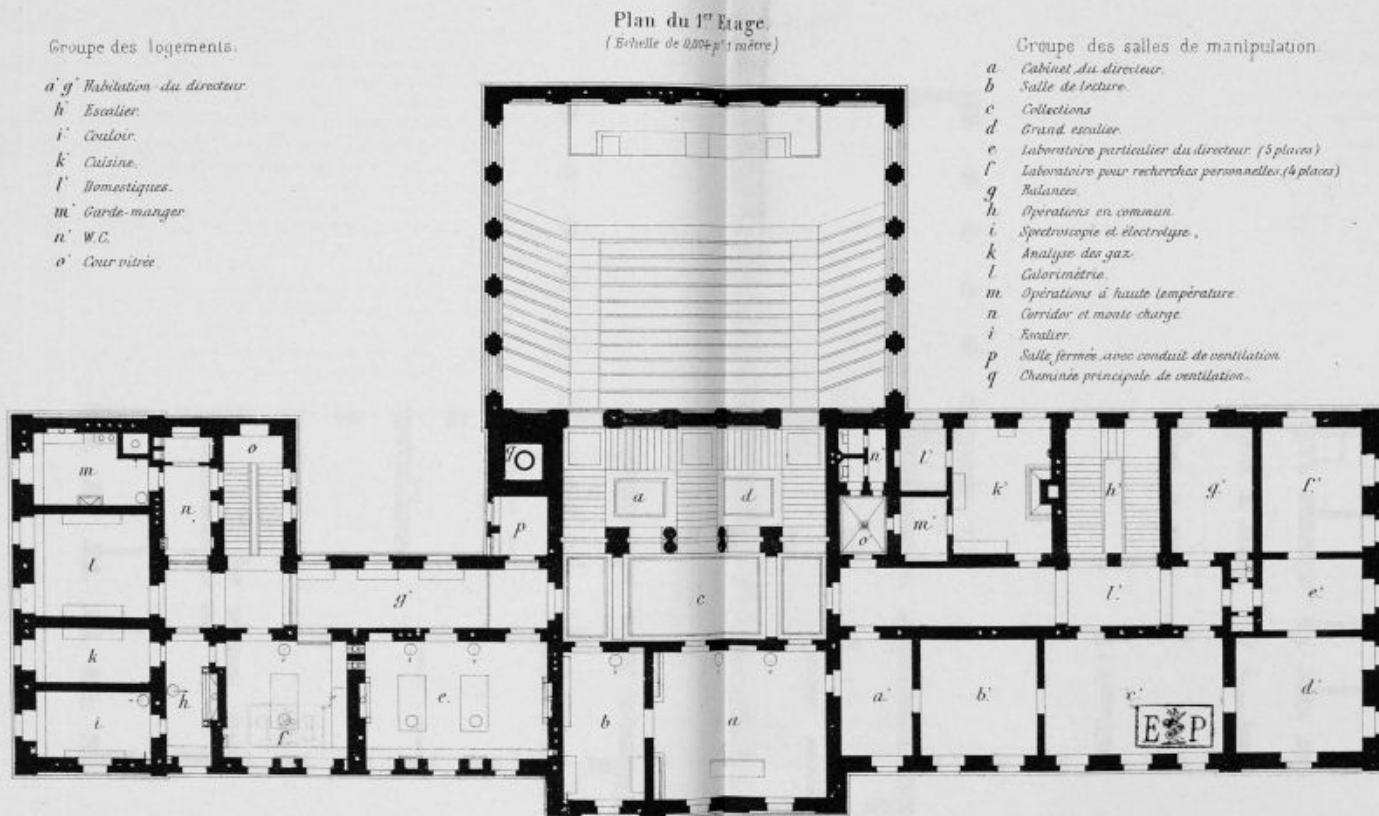 Plan du 1er Etage.
(Echelle de 0,004 pr 1 mètre)
Groupe des logements.
a' g' Habitation du directeur
h' Escalier.
i' Couloir.
k' Cuisine.
l' Domestiques.
m' Garde-manger
n' W.C.
o' Cour vitrée
Groupe des salles de manipulation.
a Cabinet du directeur.
b Salle de lecture.
c Collections
d Grand escalier.
e Laboratoire particulier du directeur. (5 places)
f Laboratoire pour recherches personnelles. (4 places)
g Balances.
h Opérations en commun
i Spectroscopie et électrolyse.
k Analyse des gaz.
l Calorimétrie.
m Opérations à haute température
n Corridor et monte-charge
i Escalier.
p Salle fermée avec conduit de ventilation
q Cheminée principale de ventilation.
m
n
o
q
p
a
d
n'
o'
l'
m'
k'
h'
g'
f'
l
g
c
l'
e'
k
i
h
f
e
b
a
a'
b'
c'
d'
E P